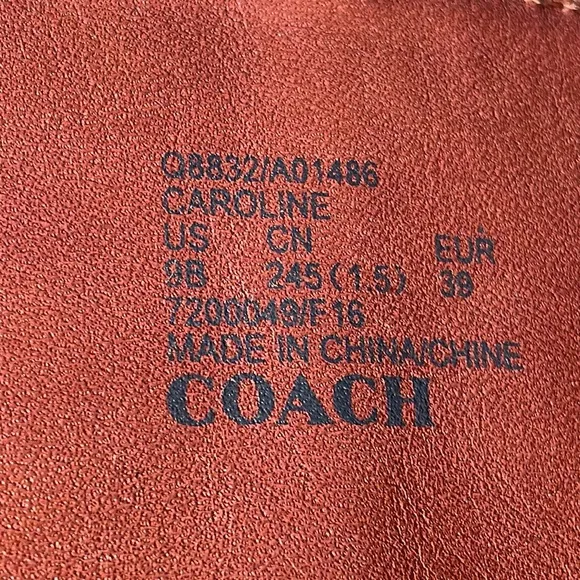 Q8832/A01486
CAROLINE
US CN EUR
9B 245(1.5) 39
7200049/F16
MADE IN CHINA/CHINE
COACH